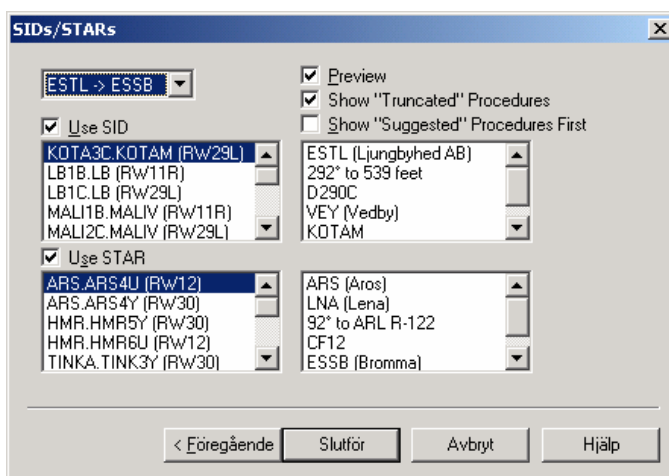 SIDs/STARs
ESTL -> ESSB
Preview
Show "Truncated" Procedures
Show "Suggested" Procedures First
Use SID
KOTA3C.KOTAM (RW29L)
LB1B.LB (RW11R)
LB1C.LB (RW29L)
MALI1B.MALIV (RW11R)
MALI2C.MALIV (RW29L)
ESTL (Ljungbyhed AB)
292° to 539 feet
D290C
VEY (Vedby)
KOTAM
Use STAR
ARS.ARS4U (RW12)
ARS.ARS4Y (RW30)
HMR.HMR5Y (RW30)
HMR.HMR6U (RW12)
TINKA.TINK3Y (RW30)
ARS (Aros)
LNA (Lena)
92° to ARL R-122
CF12
ESSB (Bromma)
< Föregående
Slutför
Avbryt
Hjälp